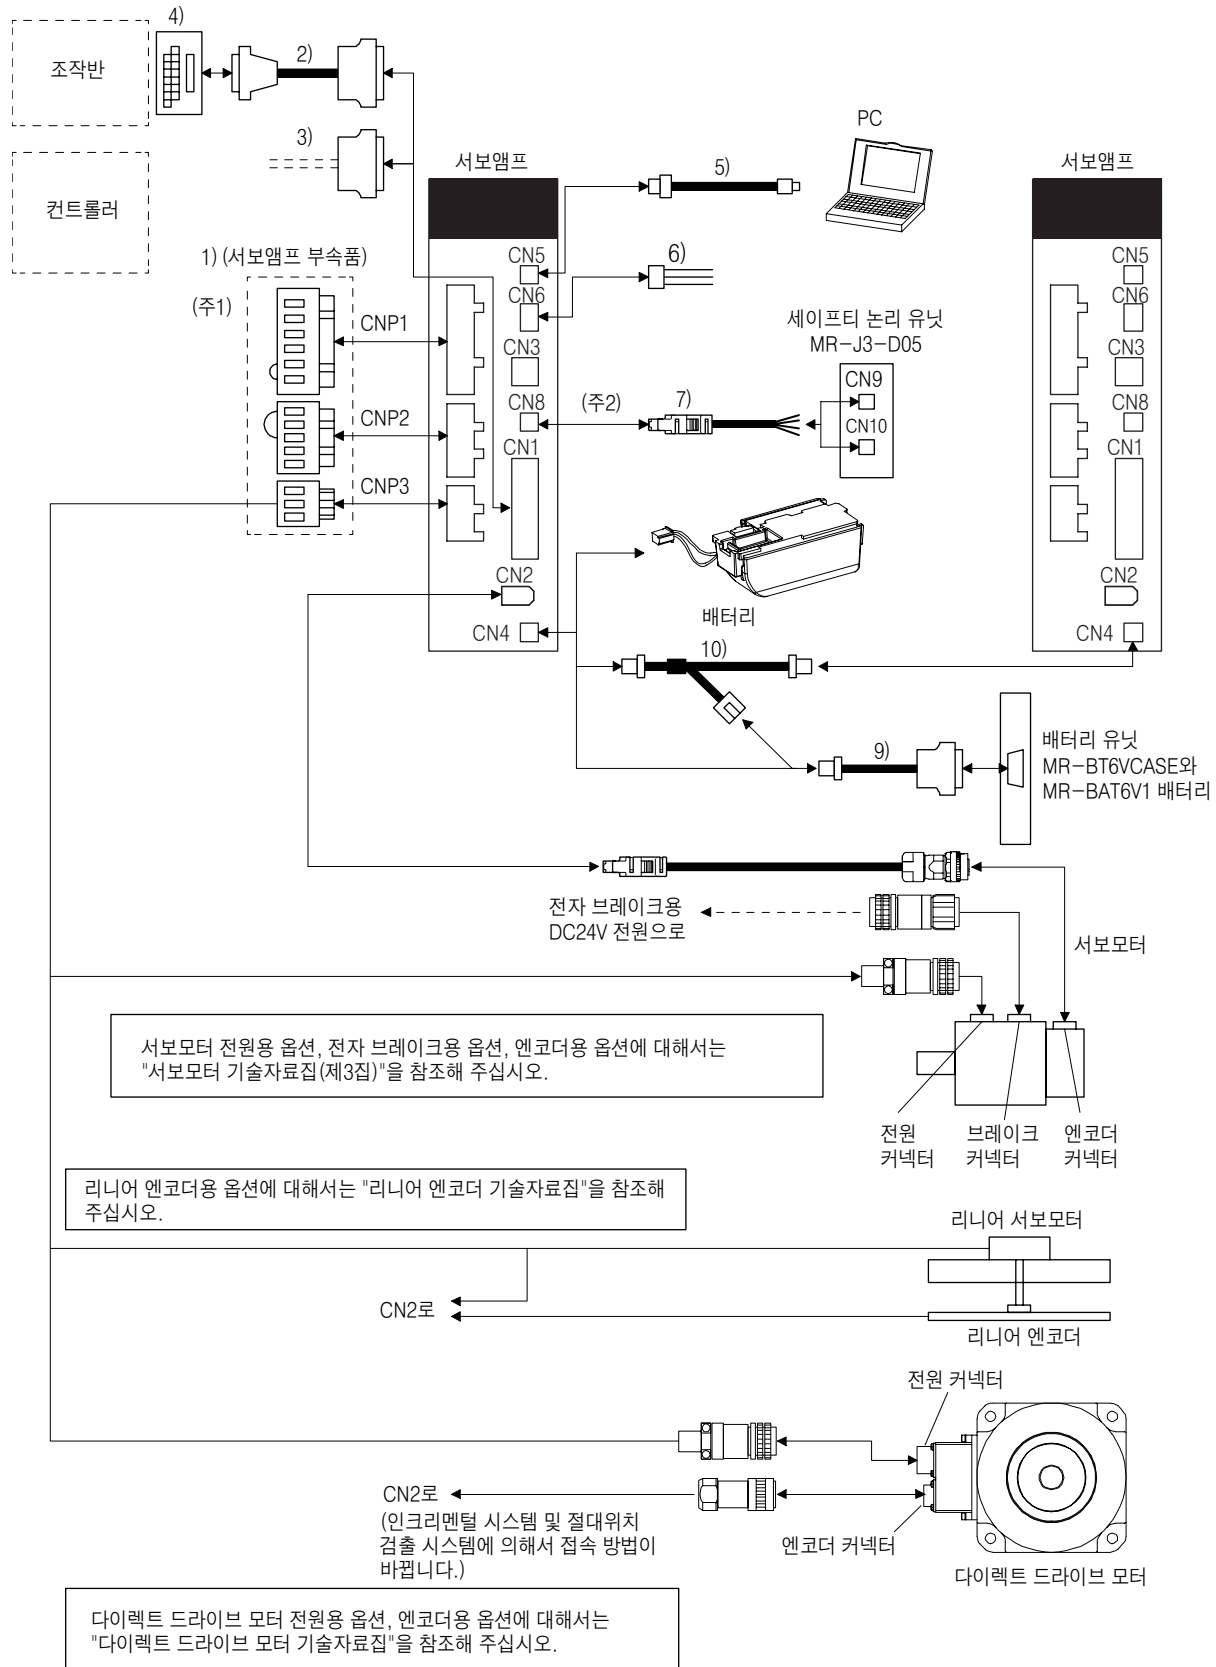 4)
조작반
2)
3)
컨트롤러
PC
서보앰프
5)
서보앰프
1) (서보앰프 부속품)
(주1)
CN5
6)
CN6
CNP1
CN3
세이프티 논리 유닛
MR-J3-D05
CN9
CN8
(주2)
7)
CN10
CNP2
CN1
CNP3
CN5
CN6
CN3
CN8
CN1
CN2
CN2
배터리
CN4
10)
CN4
9)
배터리 유닛
MR-BT6VCASE와
MR-BAT6V1 배터리
전자 브레이크용
DC24V 전원으로
서보모터
서보모터 전원용 옵션, 전자 브레이크용 옵션, 엔코더용 옵션에 대해서는
"서보모터 기술자료집(제3집)"을 참조해 주십시오.
전원
커넥터
브레이크
커넥터
엔코더
커넥터
리니어 엔코더용 옵션에 대해서는 "리니어 엔코더 기술자료집"을 참조해
주십시오.
리니어 서보모터
CN2로
리니어 엔코더
전원 커넥터
CN2로
(인크리멘털 시스템 및 절대위치
검출 시스템에 의해서 접속 방법이
바뀝니다.)
엔코더 커넥터
다이렉트 드라이브 모터
다이렉트 드라이브 모터 전원용 옵션, 엔코더용 옵션에 대해서는
"다이렉트 드라이브 모터 기술자료집"을 참조해 주십시오.